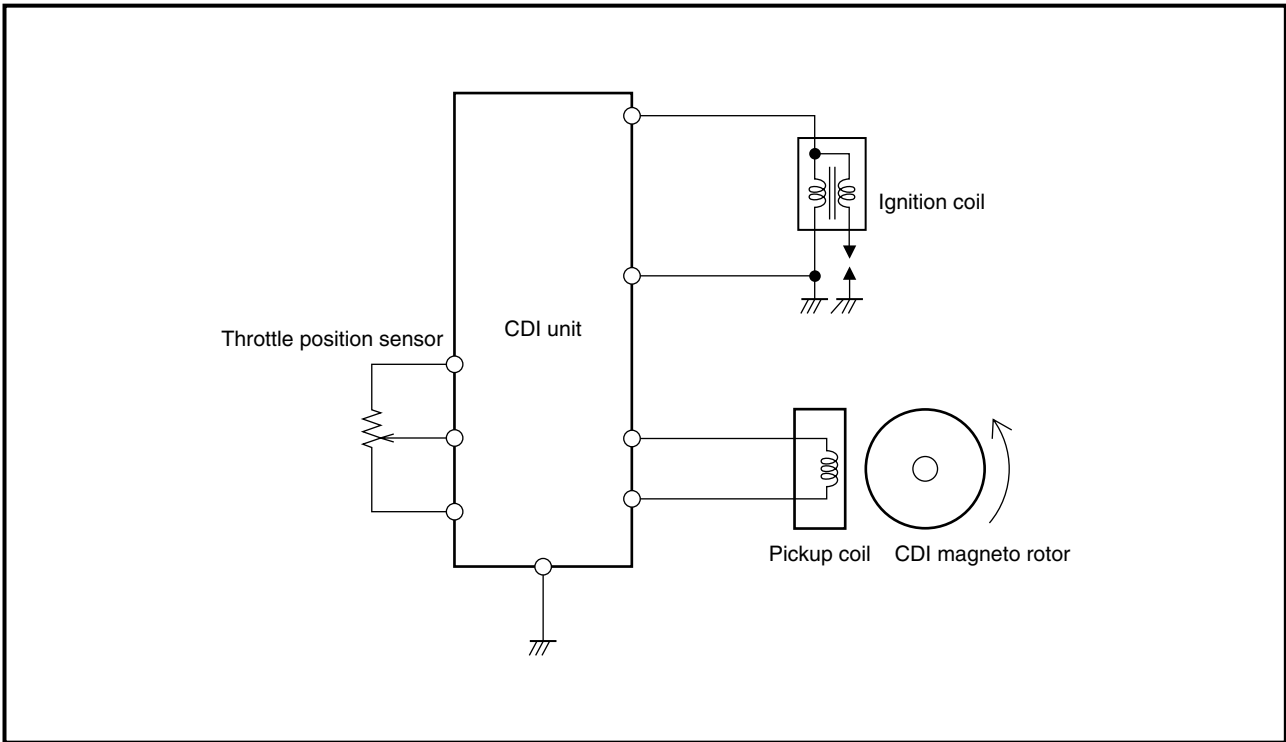 Ignition coil
CDI unit
Throttle position sensor
Pickup coil
CDI magneto rotor